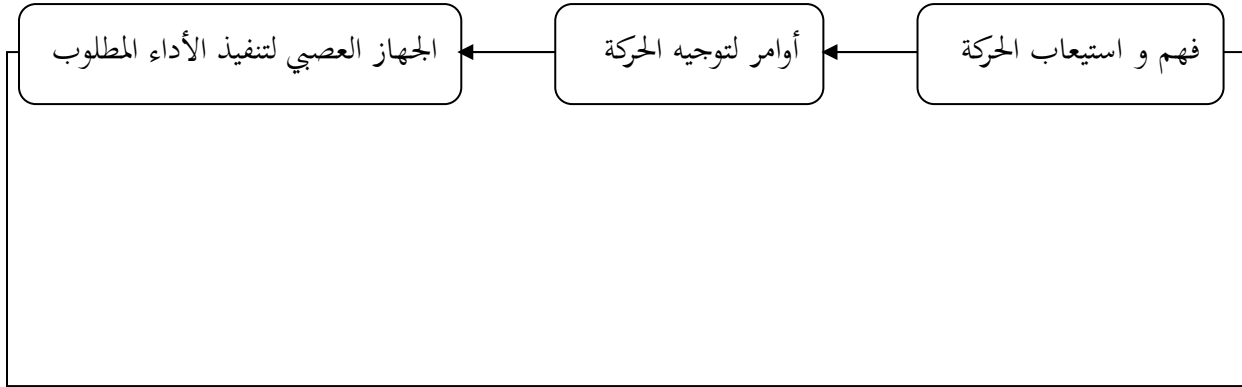 فهم و استيعاب الحركة
أوامر لتوجيه الحركة
الجهاز العصبي لتنفيذ الأداء المطلوب